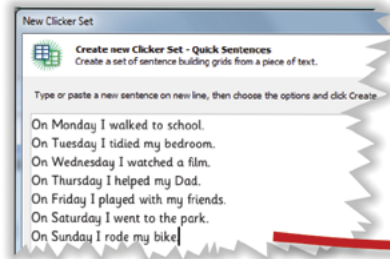 New Clicker Set
Create new Clicker Set - Quick Sentences
Create a set of sentence building grids from a piece of text.
Type or paste a new sentence on new line, then choose the options and click Create
On Monday I walked to school.
On Tuesday I tidied my bedroom.
On Wednesday I watched a film.
On Thursday I helped my Dad.
On Friday I played with my friends.
On Saturday I went to the park.
On Sunday I rode my bike